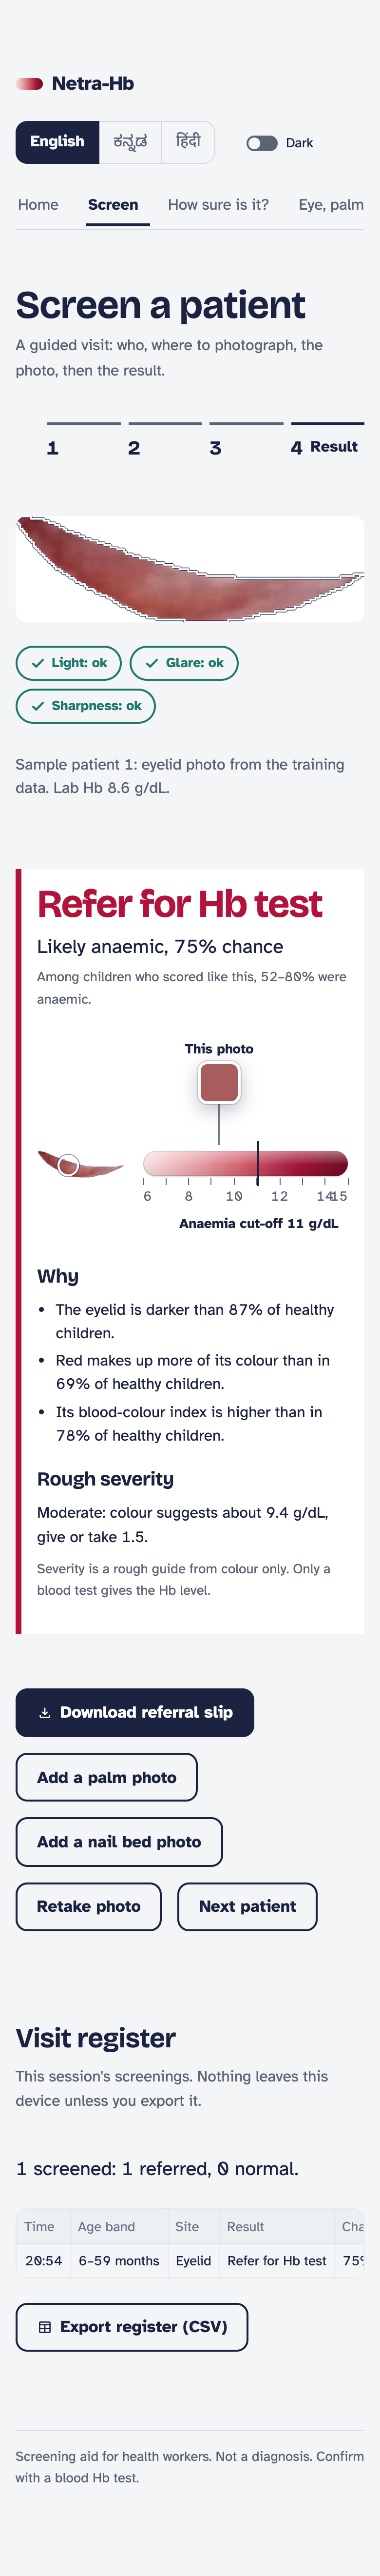 Netra-Hb
English ಕನ್ನಡ हिंदी Dark
Home Screen How sure is it? Eye, palm
Screen a patient
A guided visit: who, where to photograph, the
photo, then the result.
1 2 3 4 Result
Light: ok Glare: ok
Sharpness: ok
Sample patient 1: eyelid photo from the training
data. Lab Hb 8.6 g/dL.
Refer for Hb test
Likely anaemic, 75% chance
Among children who scored like this, 52–80% were
anaemic.
This photo
6 8 10 12 14 15
Anaemia cut-off 11 g/dL
Why
• The eyelid is darker than 87% of healthy
children.
• Red makes up more of its colour than in
69% of healthy children.
• Its blood-colour index is higher than in
78% of healthy children.
Rough severity
Moderate: colour suggests about 9.4 g/dL,
give or take 1.5.
Severity is a rough guide from colour only. Only a
blood test gives the Hb level.
Download referral slip
Add a palm photo
Add a nail bed photo
Retake photo Next patient
Visit register
This session's screenings. Nothing leaves this
device unless you export it.
1 screened: 1 referred, 0 normal.
Time Age band Site Result Cha
20:54 6–59 months Eyelid Refer for Hb test 75%
Export register (CSV)
Screening aid for health workers. Not a diagnosis. Confirm
with a blood Hb test.